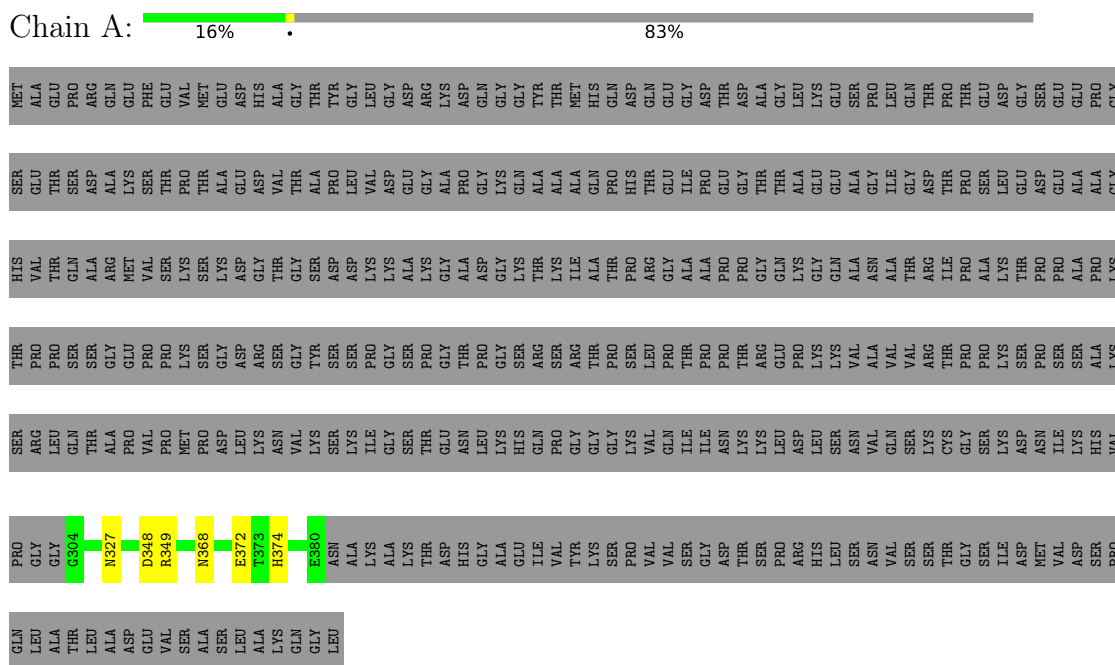 Chain A:
16%
•
83%
MET ALA GLU PRO ARG GLN GLU PHE GLU VAL MET GLU ASP HIS ALA GLY THR TYR GLY LEU GLY ASP ARG LYS ASP GLN GLY GLY TYR THR MET HIS GLN ASP GLN GLU GLY ASP THR ASP ALA GLY LEU LYS GLU SER PRO LEU GLN THR PRO THR GLU ASP GLY SER GLU GLU PRO GLY
SER GLU THR SER ASP ALA LYS SER THR PRO THR ALA GLU ASP VAL THR ALA PRO LEU VAL ASP GLU GLY ALA PRO GLY LYS GLN ALA ALA ALA GLN PRO HIS THR GLU ILE PRO GLU GLY THR THR ALA GLU GLU ALA GLY ILE GLY ASP THR PRO SER LEU GLU ASP GLU ALA ALA GLY
HIS VAL THR GLN ALA ARG MET VAL SER LYS SER LYS ASP GLY THR GLY SER ASP ASP LYS LYS ALA LYS GLY ALA ASP GLY LYS THR LYS ILE ALA THR PRO ARG GLY ALA ALA PRO PRO GLY GLN LYS GLY GLN ALA ASN ALA THR ARG ILE PRO ALA LYS THR PRO PRO ALA PRO LYS
THR PRO PRO SER SER GLY GLU PRO PRO LYS SER GLY ASP ARG SER GLY TYR SER SER PRO GLY SER PRO GLY THR PRO GLY SER ARG SER ARG THR PRO SER LEU PRO THR PRO PRO THR ARG GLU PRO LYS LYS VAL ALA VAL VAL ARG THR PRO PRO LYS SER PRO SER SER ALA LYS
SER ARG LEU GLN THR ALA PRO VAL PRO MET PRO ASP LEU LYS ASN VAL LYS SER LYS ILE GLY SER THR GLU ASN LEU LYS HIS GLN PRO GLY GLY GLY LYS VAL GLN ILE ILE ASN LYS LYS LEU ASP LEU SER ASN VAL GLN SER LYS CYS GLY SER LYS ASP ASN ILE LYS HIS VAL
PRO GLY GLY G304 N327 D348 R349 N368 E372 T373 H374 E380 ASN ALA LYS ALA LYS THR ASP HIS GLY ALA GLU ILE VAL TYR LYS SER PRO VAL VAL SER GLY ASP THR SER PRO ARG HIS LEU SER ASN VAL SER SER THR GLY SER ILE ASP MET VAL ASP SER PRO
GLN LEU ALA THR LEU ALA ASP GLU VAL SER ALA SER LEU ALA LYS GLN GLY LEU